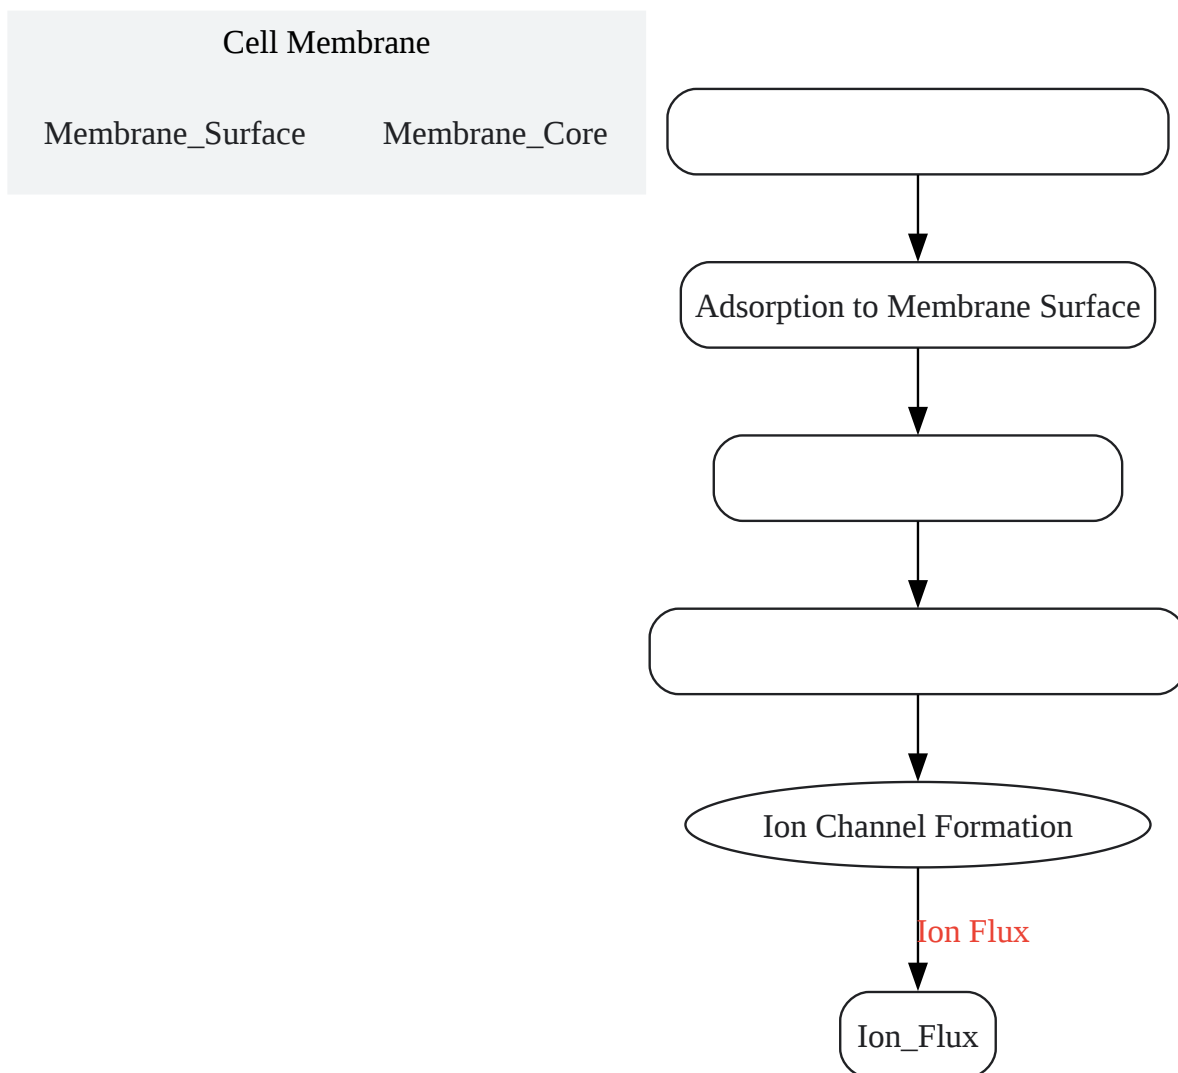 Cell Membrane
Membrane_Surface
Membrane_Core
Adsorption to Membrane Surface
Ion Channel Formation
Ion Flux
Ion_Flux